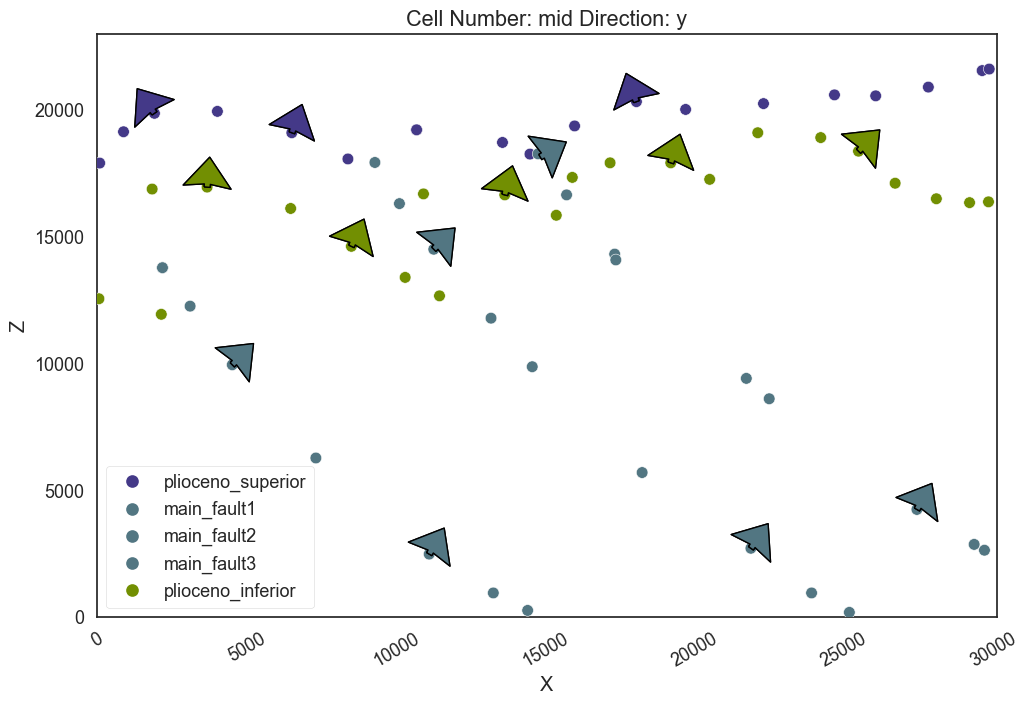 Cell Number: mid Direction: y
20000
15000
10000
5000
0
Z
plioceno_superior
main_fault1
main_fault2
main_fault3
plioceno_inferior
0
5000
10000
15000
20000
25000
30000
X